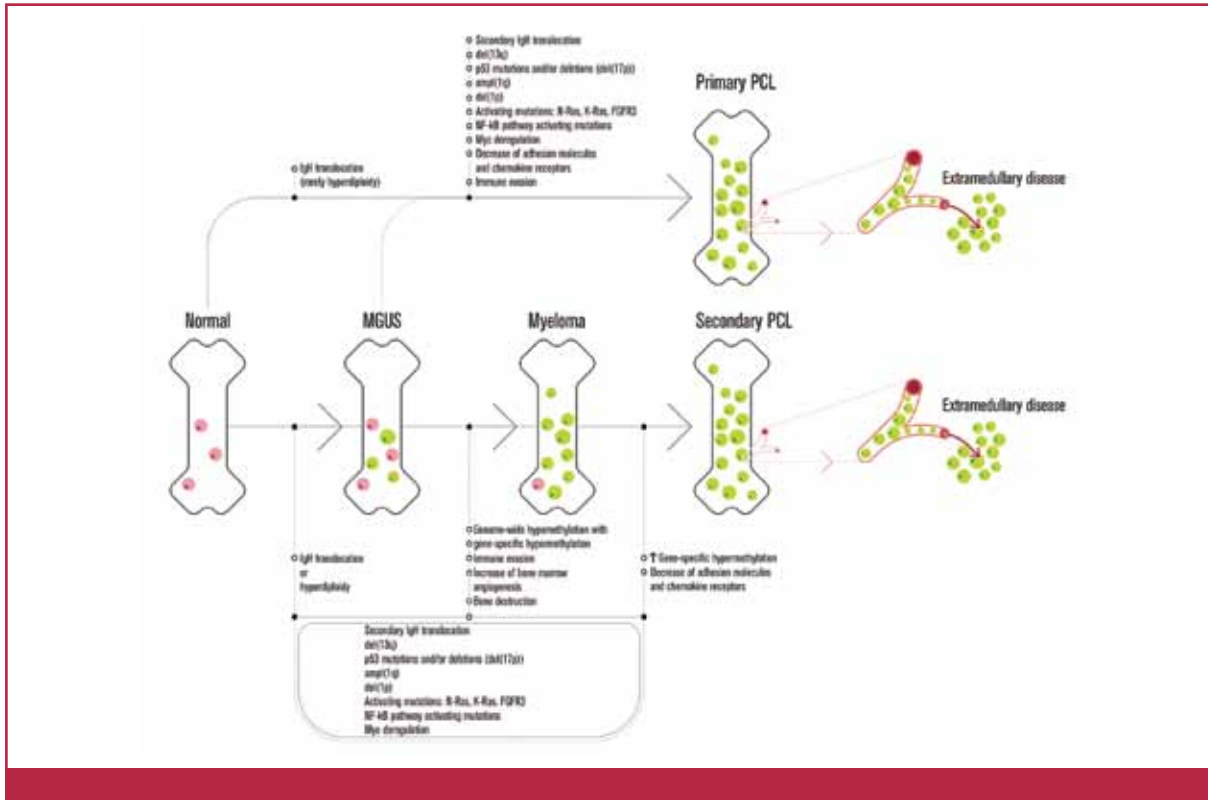 Secondary IgH translocation
del(13q)
p53 mutations and/or deletions (del(17p))
ampl(1q)
del(1p)
Activating mutations: N-Ras, K-Ras, FGFR3
NF-kB pathway activating mutations
Myc deregulation
Decrease of adhesion molecules
and chemokine receptors
Immune evasion
IgH translocation
(rarely hyperdiploidy)
Primary PCL
Extramedullary disease
Normal
MGUS
Myeloma
Secondary PCL
Extramedullary disease
IgH translocation
or
hyperdiploidy
Genome-wide hypomethylation with
gene-specific hypermethylation
Immune evasion
Increase of bone marrow
angiogenesis
Bone destruction
↑ Gene-specific hypermethylation
Decrease of adhesion molecules
and chemokine receptors
Secondary IgH translocation
del(13q)
p53 mutations and/or deletions (del(17p))
ampl(1q)
del(1p)
Activating mutations: N-Ras, K-Ras, FGFR3
NF-kB pathway activating mutations
Myc deregulation